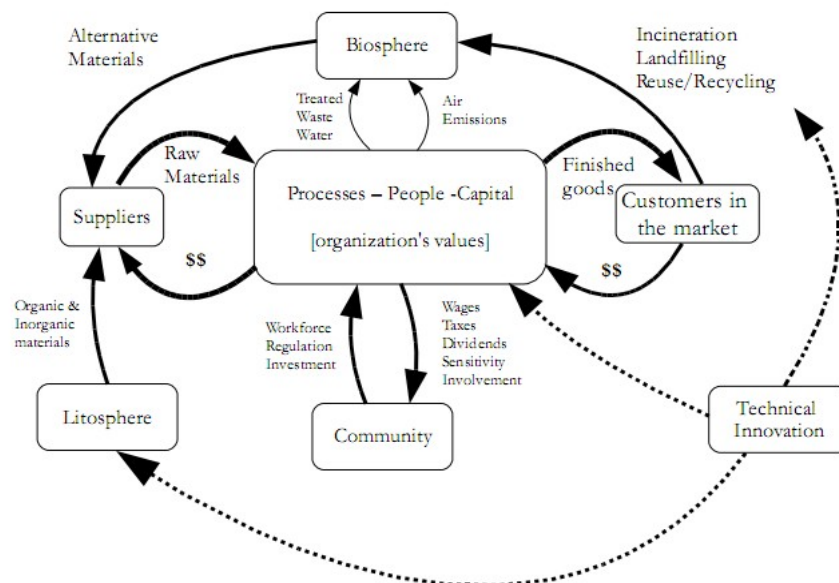 Alternative
Materials
Biosphere
Incineration
Landfilling
Reuse/Recycling
Treated
Waste
Water
Air
Emissions
Raw
Materials
Finished
goods
Suppliers
Processes – People -Capital
[organization's values]
Customers in
the market
$$
$$
Organic &
Inorganic
materials
Workforce
Regulation
Investment
Wages
Taxes
Dividends
Sensitivity
Involvement
Litosphere
Community
Technical
Innovation